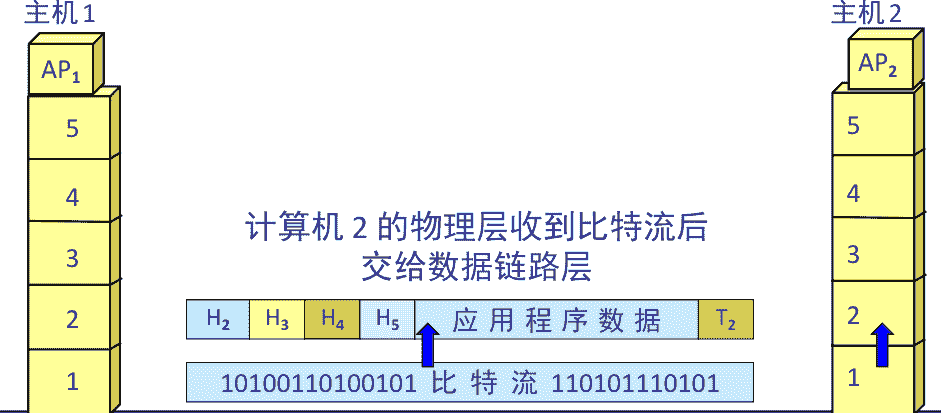 主机 1
主机 2
AP₁
AP₂
5
5
4
4
3
3
2
2
1
1
计算机 2 的物理层收到比特流后
交给数据链路层
H₂ H₃ H₄ H₅ 应 用 程 序 数 据 T₂
10100110100101 比 特 流 110101110101